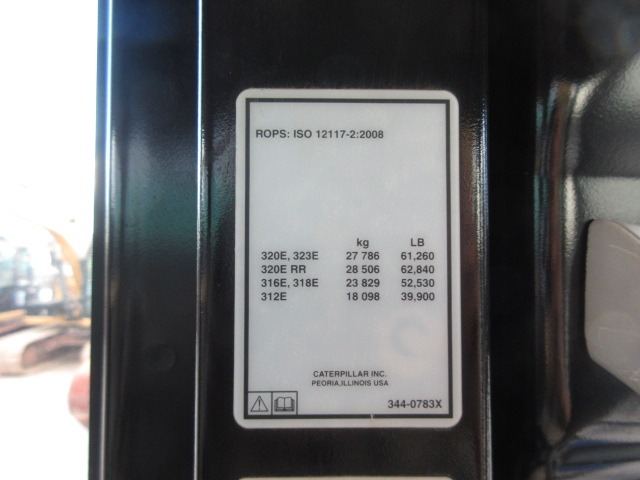 ROPS: ISO 12117-2:2008
kg LB
320E, 323E 27 786 61,260
320E RR 28 506 62,840
316E, 318E 23 829 52,530
312E 18 098 39,900
CATERPILLAR INC.
PEORIA,ILLINOIS USA
344-0783X